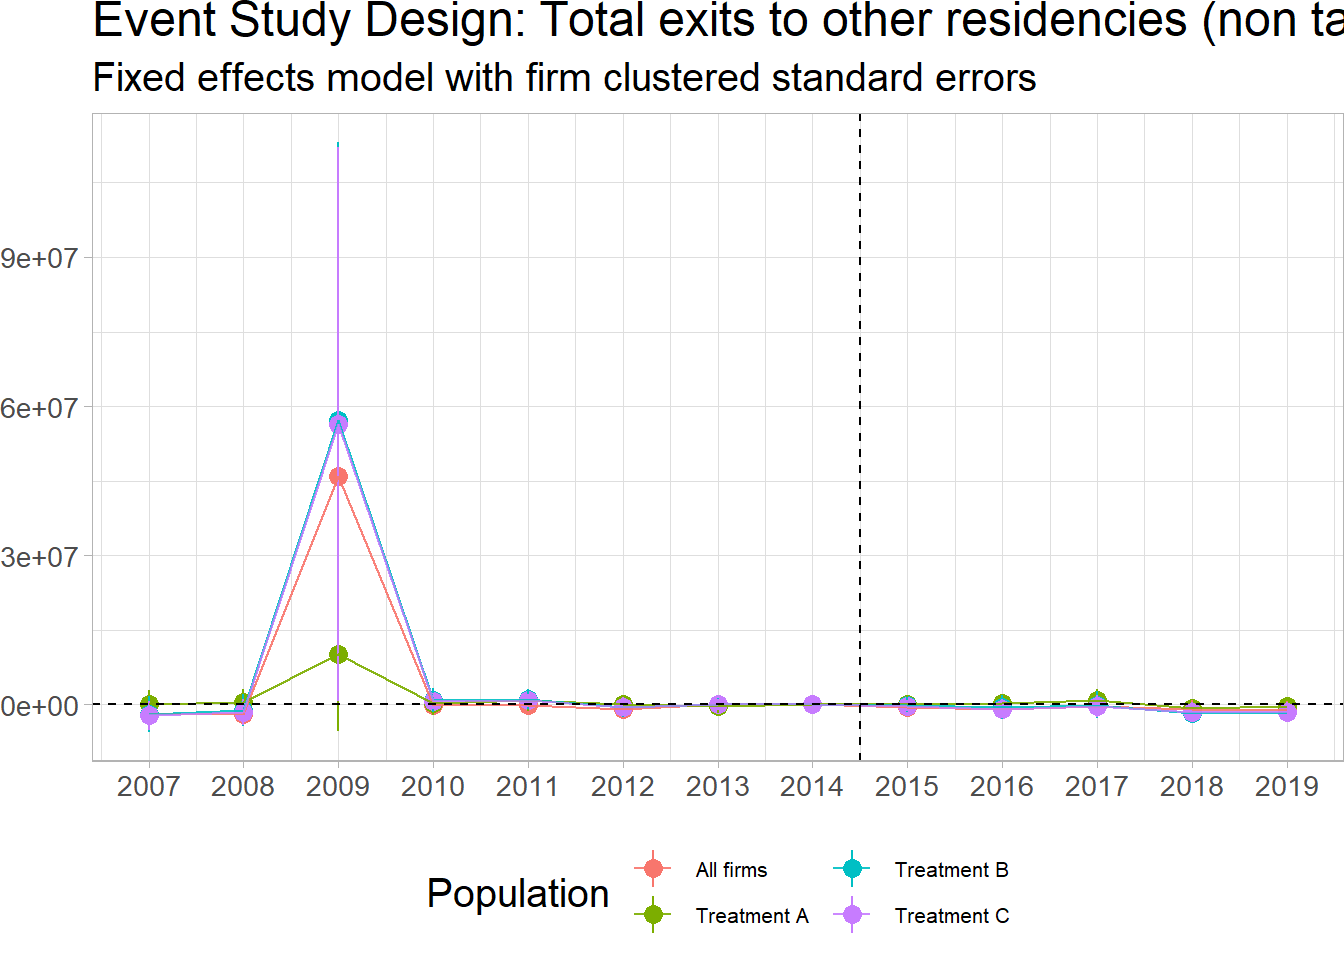 Event Study Design: Total exits to other residencies (non ta
Fixed effects model with firm clustered standard errors
9e+07
6e+07
3e+07
0e+00
2007 2008 2009 2010 2011 2012 2013 2014 2015 2016 2017 2018 2019
Population
All firms
Treatment B
Treatment A
Treatment C